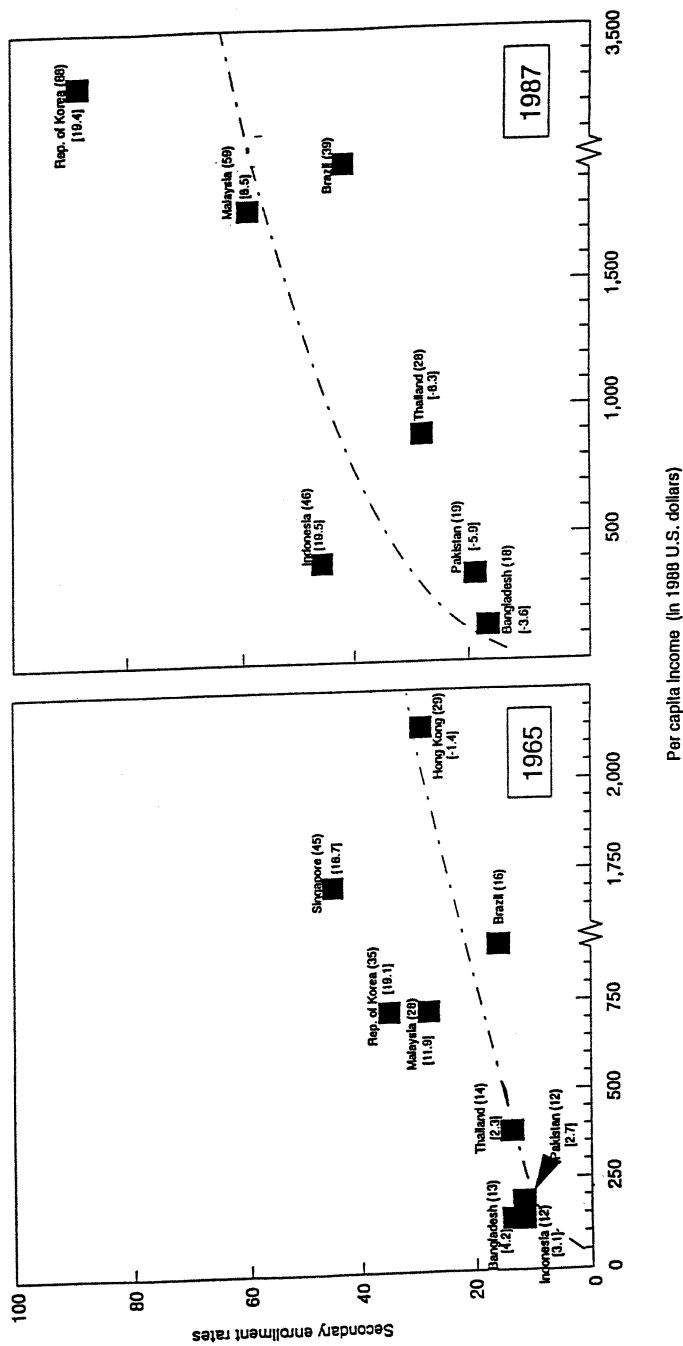 Secondary enrollment rates
100
80
60
40
20
0
1965
Singapore (45)
[18.7]
Rep. of Korea (35)
[19.1]
Malaysia (28)
[11.9]
Hong Kong (29)
[-1.4]
Brazil (16)
Thailand (14)
[2.3]
Bangladesh (13)
[4.2]
Pakistan (12)
[2.7]
Indonesia (12)
[3.1]
0
250
500
750
1,750
2,000
1987
Rep. of Korea (88)
[19.4]
Malaysia (59)
[8.5]
Brazil (39)
Indonesia (46)
[19.5]
Thailand (28)
[-8.3]
Pakistan (19)
[-5.9]
Bangladesh (18)
[-3.6]
500
1,000
1,500
3,500
Per capita income (in 1988 U.S. dollars)